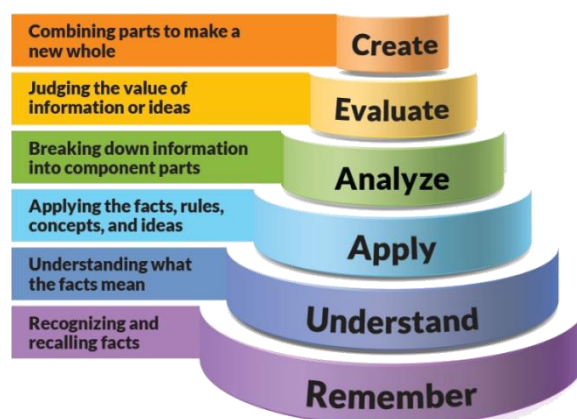 Combining parts to make a
new whole
Create
Judging the value of
information or ideas
Evaluate
Breaking down information
into component parts
Analyze
Applying the facts, rules,
concepts, and ideas
Apply
Understanding what
the facts mean
Understand
Recognizing and
recalling facts
Remember